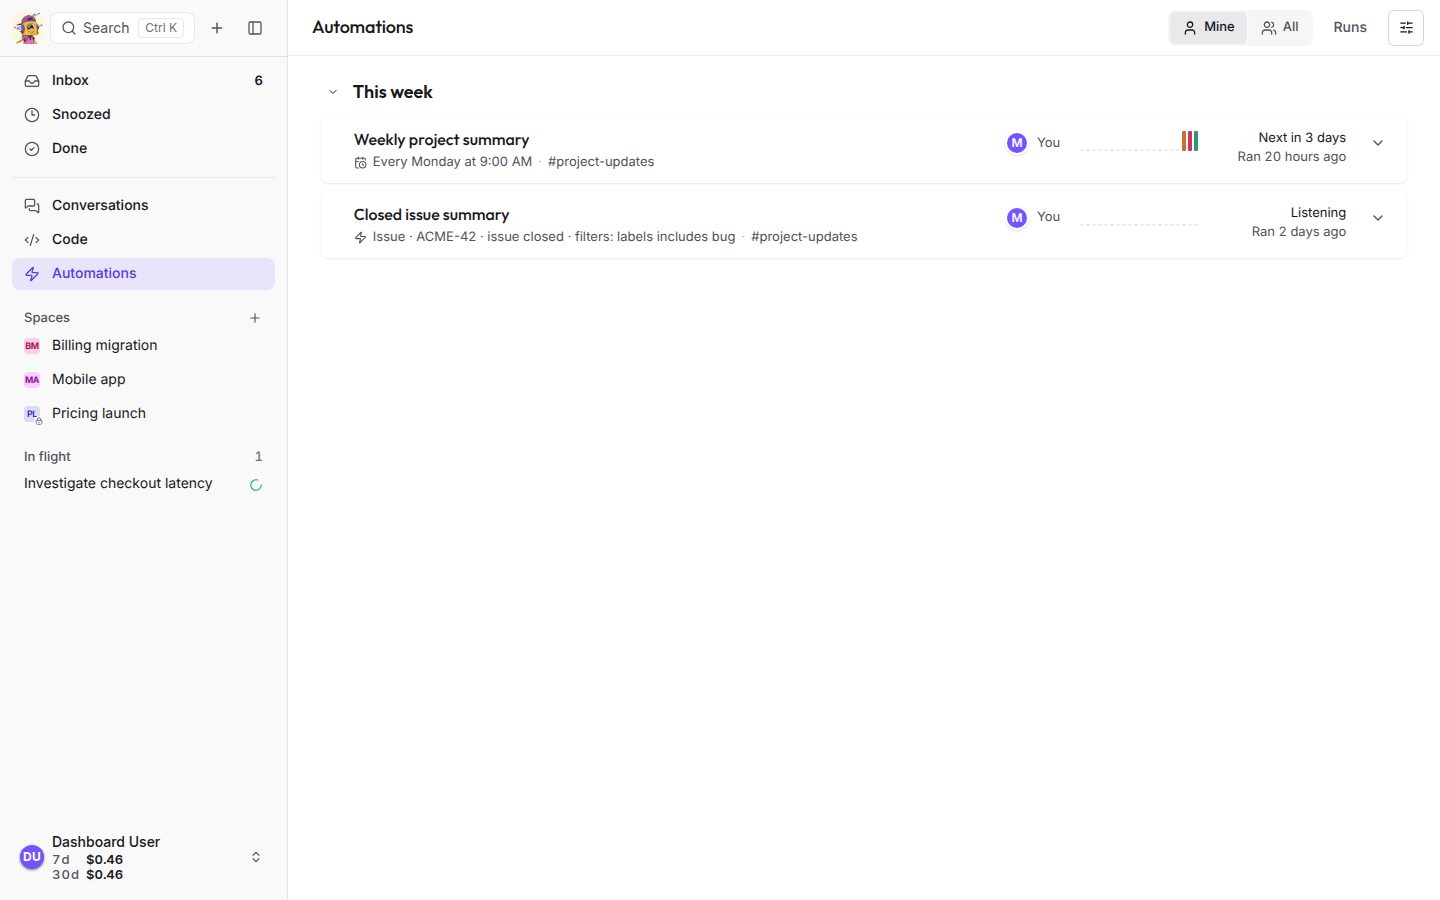 Search Ctrl K
Inbox 6
Snoozed
Done
Conversations
Code
Automations
Spaces
BM Billing migration
MA Mobile app
PL Pricing launch
In flight 1
Investigate checkout latency
DU Dashboard User
7d $0.46
30d $0.46
Automations
Mine All Runs
This week
Weekly project summary
Every Monday at 9:00 AM · #project-updates
M You
Next in 3 days
Ran 20 hours ago
Closed issue summary
Issue · ACME-42 · issue closed · filters: labels includes bug · #project-updates
M You
Listening
Ran 2 days ago